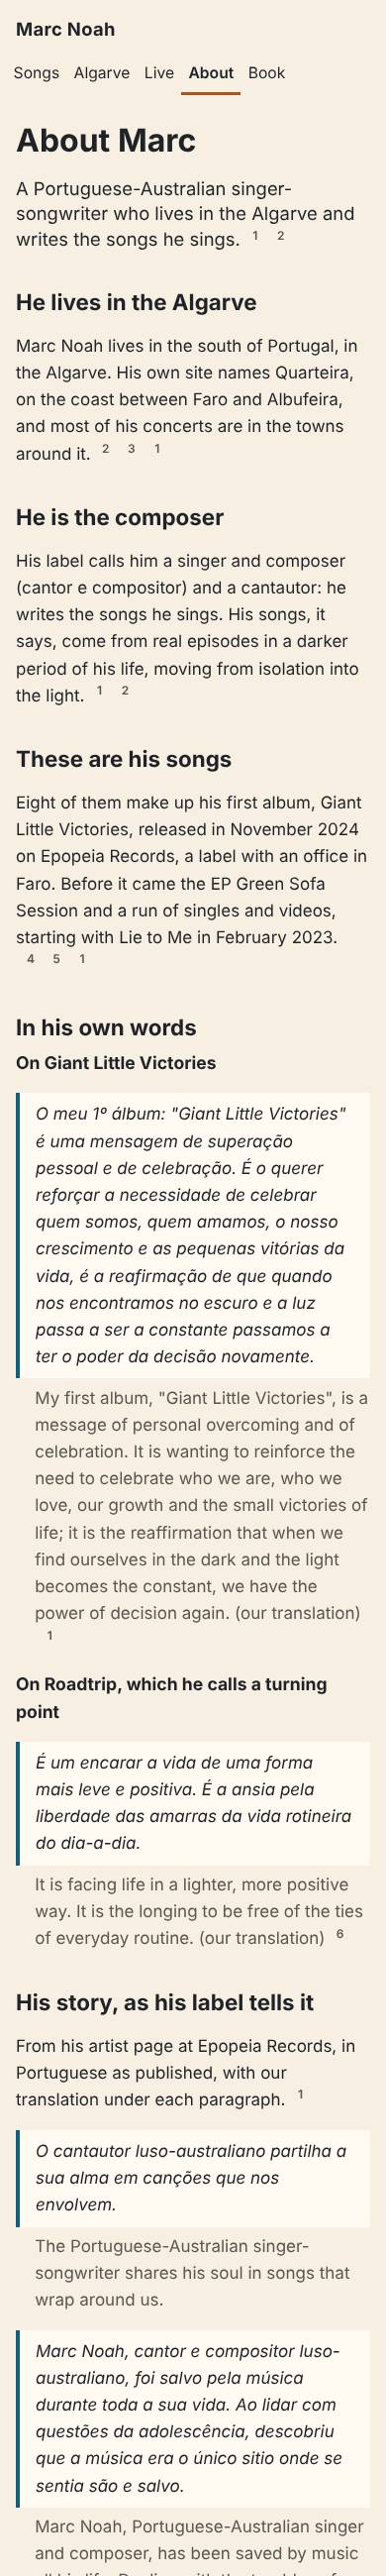 Marc Noah
Songs Algarve Live About Book
About Marc
A Portuguese-Australian singer-
songwriter who lives in the Algarve and
writes the songs he sings. 1 2
He lives in the Algarve
Marc Noah lives in the south of Portugal, in
the Algarve. His own site names Quarteira,
on the coast between Faro and Albufeira,
and most of his concerts are in the towns
around it. 2 3 1
He is the composer
His label calls him a singer and composer
(cantor e compositor) and a cantautor: he
writes the songs he sings. His songs, it
says, come from real episodes in a darker
period of his life, moving from isolation into
the light. 1 2
These are his songs
Eight of them make up his first album, Giant
Little Victories, released in November 2024
on Epopeia Records, a label with an office in
Faro. Before it came the EP Green Sofa
Session and a run of singles and videos,
starting with Lie to Me in February 2023.
4 5 1
In his own words
On Giant Little Victories
O meu 1º álbum: "Giant Little Victories"
é uma mensagem de superação
pessoal e de celebração. É o querer
reforçar a necessidade de celebrar
quem somos, quem amamos, o nosso
crescimento e as pequenas vitórias da
vida, é a reafirmação de que quando
nos encontramos no escuro e a luz
passa a ser a constante passamos a
ter o poder da decisão novamente.
My first album, "Giant Little Victories", is a
message of personal overcoming and of
celebration. It is wanting to reinforce the
need to celebrate who we are, who we
love, our growth and the small victories of
life; it is the reaffirmation that when we
find ourselves in the dark and the light
becomes the constant, we have the
power of decision again. (our translation)
1
On Roadtrip, which he calls a turning
point
É um encarar a vida de uma forma
mais leve e positiva. É a ansia pela
liberdade das amarras da vida rotineira
do dia-a-dia.
It is facing life in a lighter, more positive
way. It is the longing to be free of the ties
of everyday routine. (our translation) 6
His story, as his label tells it
From his artist page at Epopeia Records, in
Portuguese as published, with our
translation under each paragraph. 1
O cantautor luso-australiano partilha a
sua alma em canções que nos
envolvem.
The Portuguese-Australian singer-
songwriter shares his soul in songs that
wrap around us.
Marc Noah, cantor e compositor luso-
australiano, foi salvo pela música
durante toda a sua vida. Ao lidar com
questões da adolescência, descobriu
que a música era o único sitio onde se
sentia são e salvo.
Marc Noah, Portuguese-Australian singer
and composer, has been saved by music